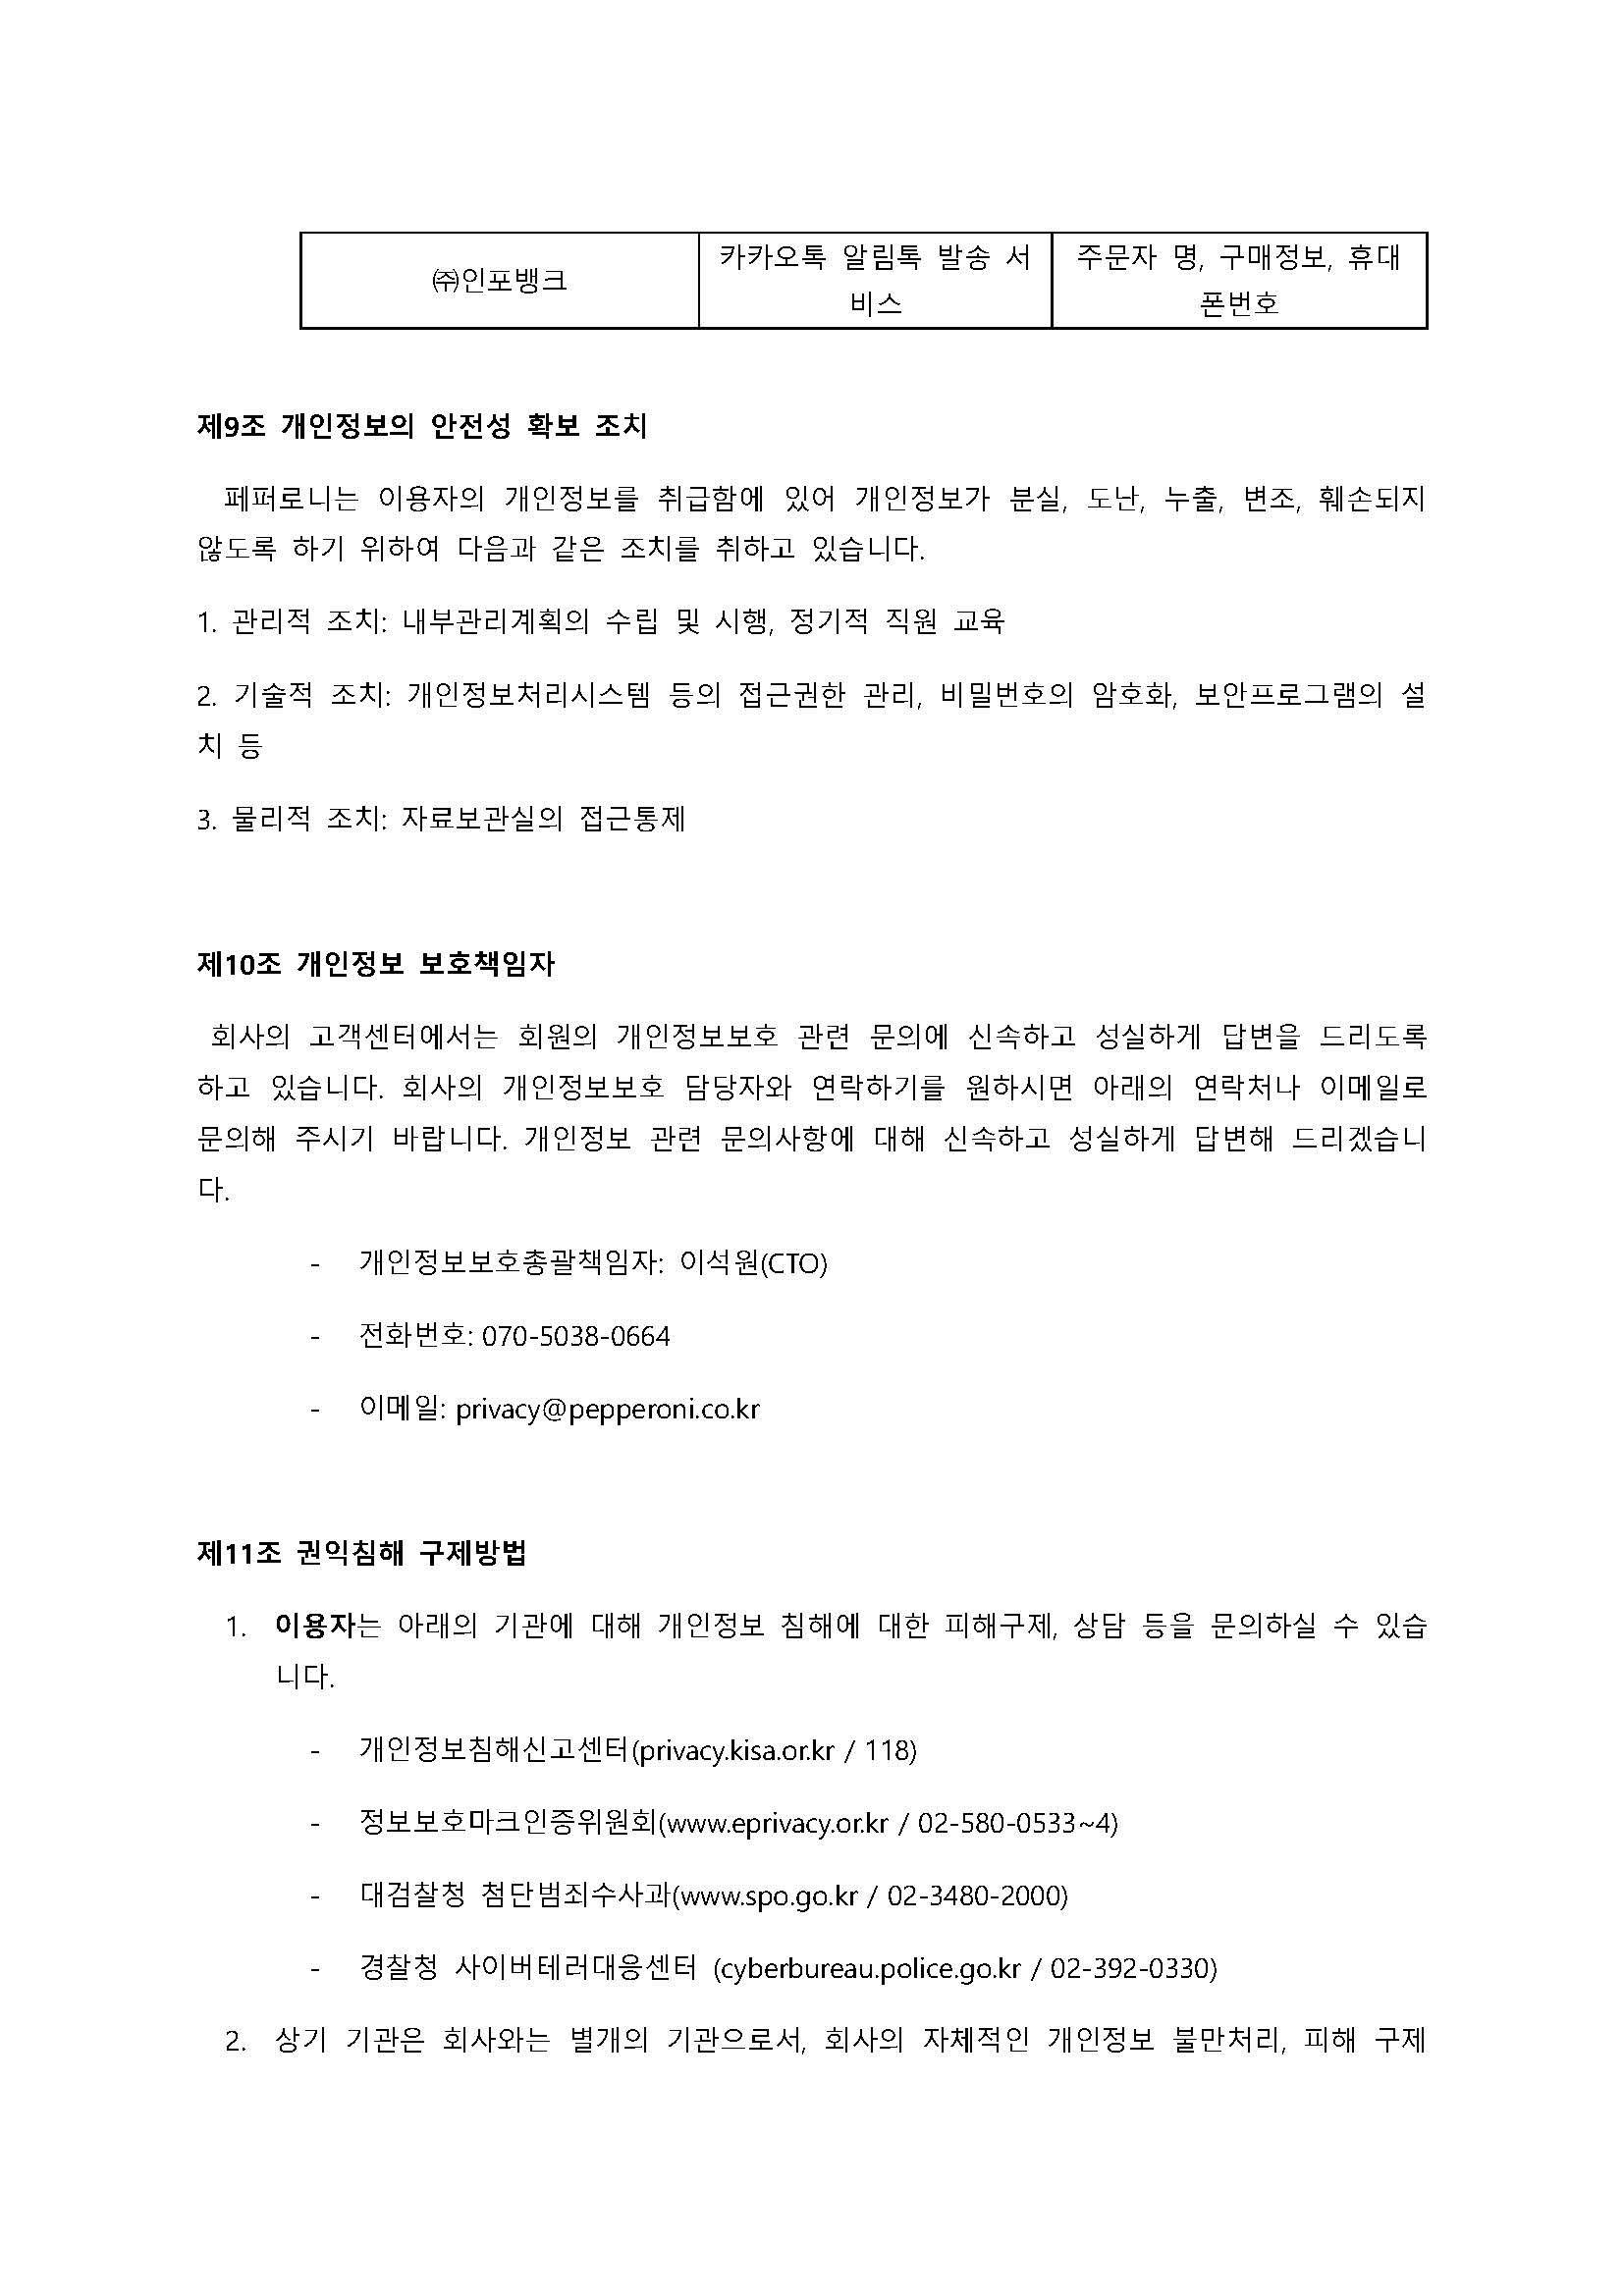 ㈜인포뱅크
카카오톡 알림톡 발송 서
비스
주문자 명, 구매정보, 휴대
폰번호
제9조 개인정보의 안전성 확보 조치
페퍼로니는 이용자의 개인정보를 취급함에 있어 개인정보가 분실, 도난, 누출, 변조, 훼손되지
않도록 하기 위하여 다음과 같은 조치를 취하고 있습니다.
1. 관리적 조치: 내부관리계획의 수립 및 시행, 정기적 직원 교육
2. 기술적 조치: 개인정보처리시스템 등의 접근권한 관리, 비밀번호의 암호화, 보안프로그램의 설
치 등
3. 물리적 조치: 자료보관실의 접근통제
제10조 개인정보 보호책임자
회사의 고객센터에서는 회원의 개인정보보호 관련 문의에 신속하고 성실하게 답변을 드리도록
하고 있습니다. 회사의 개인정보보호 담당자와 연락하기를 원하시면 아래의 연락처나 이메일로
문의해 주시기 바랍니다. 개인정보 관련 문의사항에 대해 신속하고 성실하게 답변해 드리겠습니
다.
- 개인정보보호총괄책임자: 이석원(CTO)
- 전화번호: 070-5038-0664
- 이메일: privacy@pepperoni.co.kr
제11조 권익침해 구제방법
1. 이용자는 아래의 기관에 대해 개인정보 침해에 대한 피해구제, 상담 등을 문의하실 수 있습
니다.
- 개인정보침해신고센터(privacy.kisa.or.kr / 118)
- 정보보호마크인증위원회(www.eprivacy.or.kr / 02-580-0533~4)
- 대검찰청 첨단범죄수사과(www.spo.go.kr / 02-3480-2000)
- 경찰청 사이버테러대응센터 (cyberbureau.police.go.kr / 02-392-0330)
2. 상기 기관은 회사와는 별개의 기관으로서, 회사의 자체적인 개인정보 불만처리, 피해 구제